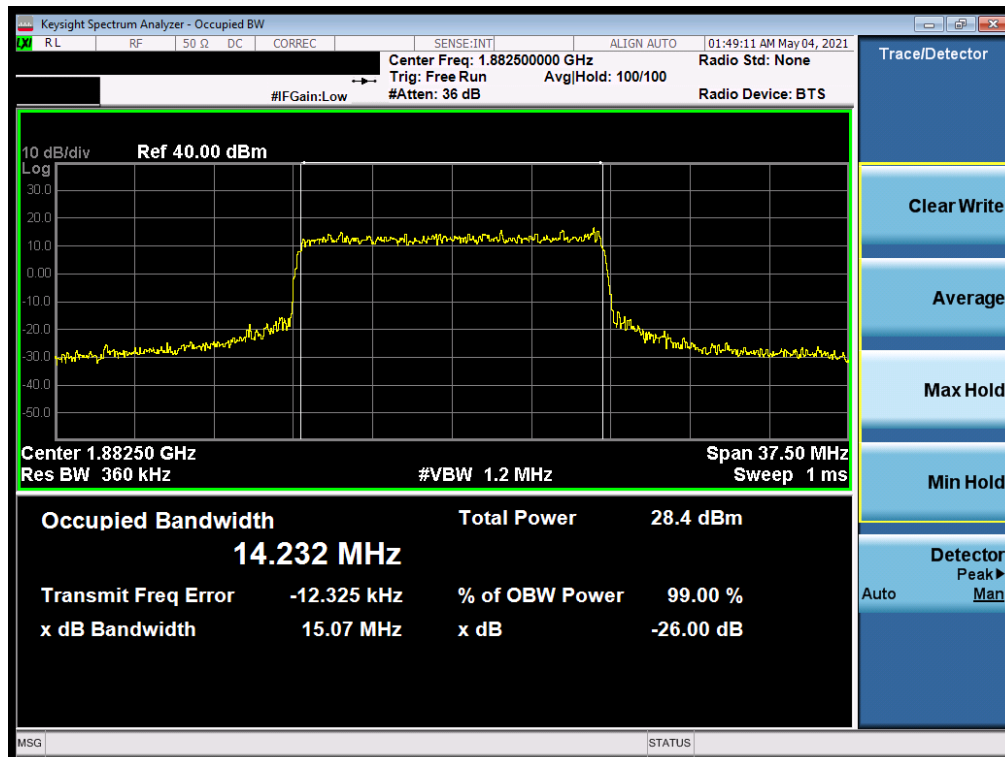 Keysight Spectrum Analyzer - Occupied BW
LXI RL RF 50 Ω DC CORREC SENSE:INT ALIGN AUTO 01:49:11 AM May 04, 2021
Center Freq: 1.882500000 GHz Radio Std: None
Trig: Free Run Avg|Hold: 100/100
#IFGain:Low #Atten: 36 dB Radio Device: BTS
10 dB/div Ref 40.00 dBm
Log
30.0
20.0
10.0
0.00
-10.0
-20.0
-30.0
-40.0
-50.0
Center 1.88250 GHz Span 37.50 MHz
Res BW 360 kHz #VBW 1.2 MHz Sweep 1 ms
Occupied Bandwidth Total Power 28.4 dBm
14.232 MHz
Transmit Freq Error -12.325 kHz % of OBW Power 99.00 %
x dB Bandwidth 15.07 MHz x dB -26.00 dB
MSG STATUS
Trace/Detector
Clear Write
Average
Max Hold
Min Hold
Detector
Peak▶
Auto Man